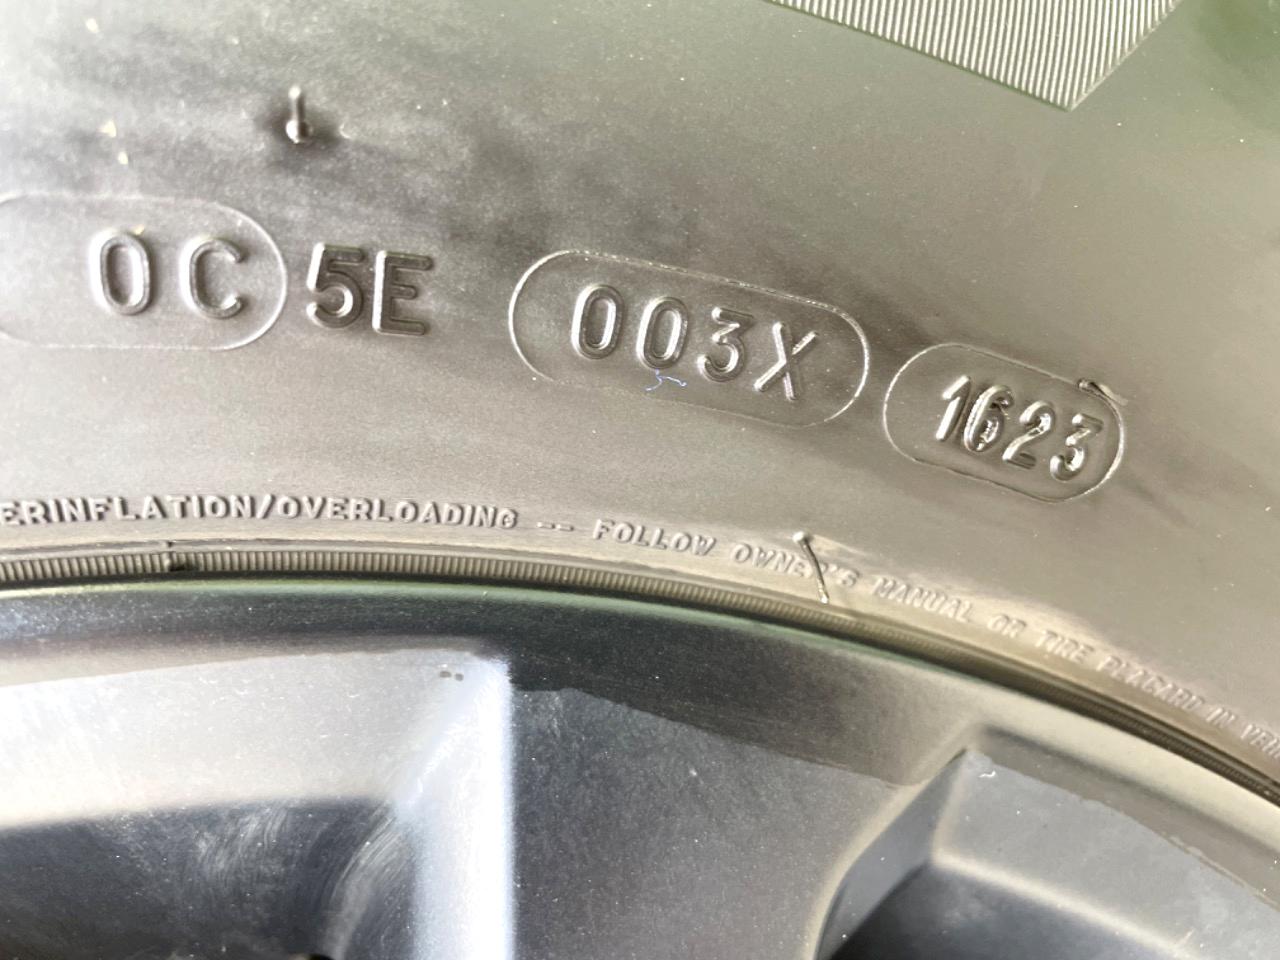 0C 5E 003X 1623
ERINFLATION/OVERLOADING -- FOLLOW OWNER'S MANUAL OR TIRE PLACARD IN VEH